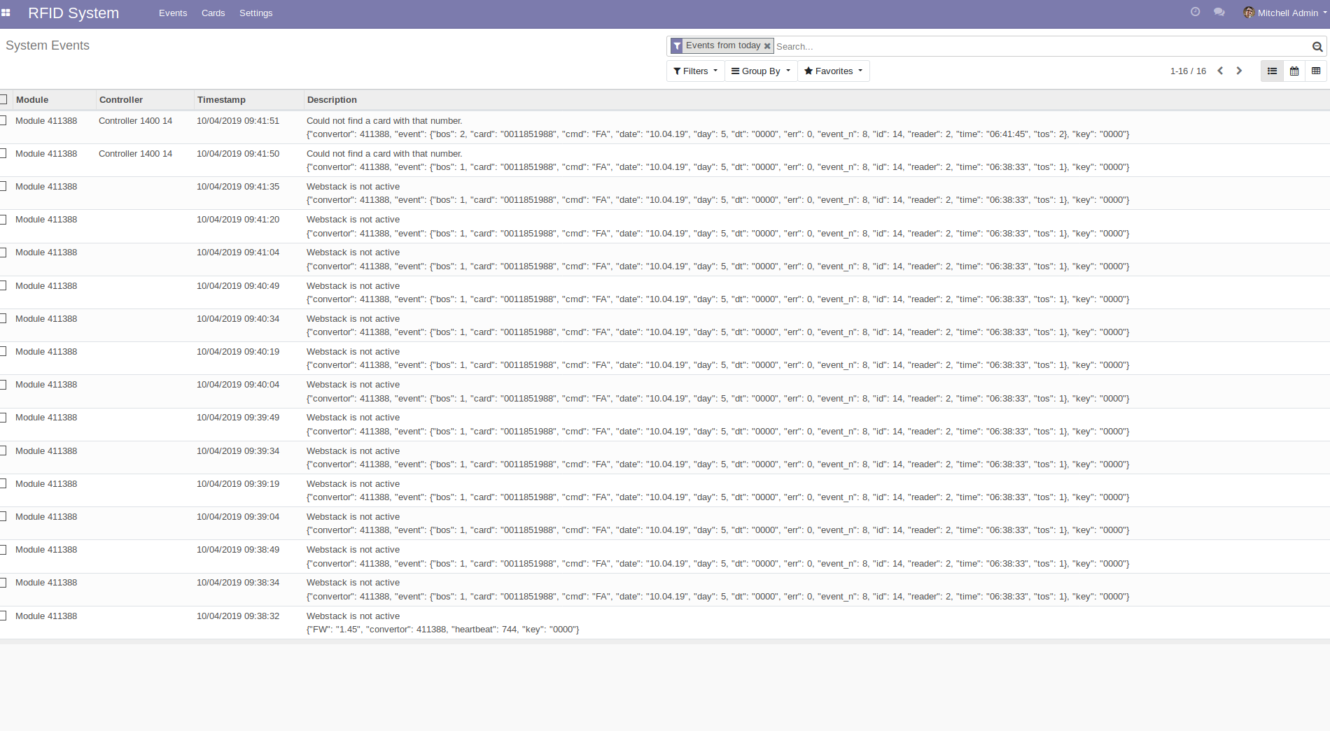 RFID System Events Cards Settings Mitchell Admin
System Events
Events from today Search...
Filters Group By Favorites 1-16 / 16
Module Controller Timestamp Description
Module 411388 Controller 1400 14 10/04/2019 09:41:51 Could not find a card with that number.
{"convertor": 411388, "event": {"bos": 2, "card": "0011851988", "cmd": "FA", "date": "10.04.19", "day": 5, "dt": "0000", "err": 0, "event_n": 8, "id": 14, "reader": 2, "time": "06:41:45", "tos": 2}, "key": "0000"}
Module 411388 Controller 1400 14 10/04/2019 09:41:50 Could not find a card with that number.
{"convertor": 411388, "event": {"bos": 1, "card": "0011851988", "cmd": "FA", "date": "10.04.19", "day": 5, "dt": "0000", "err": 0, "event_n": 8, "id": 14, "reader": 2, "time": "06:38:33", "tos": 1}, "key": "0000"}
Module 411388 10/04/2019 09:41:35 Webstack is not active
{"convertor": 411388, "event": {"bos": 1, "card": "0011851988", "cmd": "FA", "date": "10.04.19", "day": 5, "dt": "0000", "err": 0, "event_n": 8, "id": 14, "reader": 2, "time": "06:38:33", "tos": 1}, "key": "0000"}
Module 411388 10/04/2019 09:41:20 Webstack is not active
{"convertor": 411388, "event": {"bos": 1, "card": "0011851988", "cmd": "FA", "date": "10.04.19", "day": 5, "dt": "0000", "err": 0, "event_n": 8, "id": 14, "reader": 2, "time": "06:38:33", "tos": 1}, "key": "0000"}
Module 411388 10/04/2019 09:41:04 Webstack is not active
{"convertor": 411388, "event": {"bos": 1, "card": "0011851988", "cmd": "FA", "date": "10.04.19", "day": 5, "dt": "0000", "err": 0, "event_n": 8, "id": 14, "reader": 2, "time": "06:38:33", "tos": 1}, "key": "0000"}
Module 411388 10/04/2019 09:40:49 Webstack is not active
{"convertor": 411388, "event": {"bos": 1, "card": "0011851988", "cmd": "FA", "date": "10.04.19", "day": 5, "dt": "0000", "err": 0, "event_n": 8, "id": 14, "reader": 2, "time": "06:38:33", "tos": 1}, "key": "0000"}
Module 411388 10/04/2019 09:40:34 Webstack is not active
{"convertor": 411388, "event": {"bos": 1, "card": "0011851988", "cmd": "FA", "date": "10.04.19", "day": 5, "dt": "0000", "err": 0, "event_n": 8, "id": 14, "reader": 2, "time": "06:38:33", "tos": 1}, "key": "0000"}
Module 411388 10/04/2019 09:40:19 Webstack is not active
{"convertor": 411388, "event": {"bos": 1, "card": "0011851988", "cmd": "FA", "date": "10.04.19", "day": 5, "dt": "0000", "err": 0, "event_n": 8, "id": 14, "reader": 2, "time": "06:38:33", "tos": 1}, "key": "0000"}
Module 411388 10/04/2019 09:40:04 Webstack is not active
{"convertor": 411388, "event": {"bos": 1, "card": "0011851988", "cmd": "FA", "date": "10.04.19", "day": 5, "dt": "0000", "err": 0, "event_n": 8, "id": 14, "reader": 2, "time": "06:38:33", "tos": 1}, "key": "0000"}
Module 411388 10/04/2019 09:39:49 Webstack is not active
{"convertor": 411388, "event": {"bos": 1, "card": "0011851988", "cmd": "FA", "date": "10.04.19", "day": 5, "dt": "0000", "err": 0, "event_n": 8, "id": 14, "reader": 2, "time": "06:38:33", "tos": 1}, "key": "0000"}
Module 411388 10/04/2019 09:39:34 Webstack is not active
{"convertor": 411388, "event": {"bos": 1, "card": "0011851988", "cmd": "FA", "date": "10.04.19", "day": 5, "dt": "0000", "err": 0, "event_n": 8, "id": 14, "reader": 2, "time": "06:38:33", "tos": 1}, "key": "0000"}
Module 411388 10/04/2019 09:39:19 Webstack is not active
{"convertor": 411388, "event": {"bos": 1, "card": "0011851988", "cmd": "FA", "date": "10.04.19", "day": 5, "dt": "0000", "err": 0, "event_n": 8, "id": 14, "reader": 2, "time": "06:38:33", "tos": 1}, "key": "0000"}
Module 411388 10/04/2019 09:39:04 Webstack is not active
{"convertor": 411388, "event": {"bos": 1, "card": "0011851988", "cmd": "FA", "date": "10.04.19", "day": 5, "dt": "0000", "err": 0, "event_n": 8, "id": 14, "reader": 2, "time": "06:38:33", "tos": 1}, "key": "0000"}
Module 411388 10/04/2019 09:38:49 Webstack is not active
{"convertor": 411388, "event": {"bos": 1, "card": "0011851988", "cmd": "FA", "date": "10.04.19", "day": 5, "dt": "0000", "err": 0, "event_n": 8, "id": 14, "reader": 2, "time": "06:38:33", "tos": 1}, "key": "0000"}
Module 411388 10/04/2019 09:38:34 Webstack is not active
{"convertor": 411388, "event": {"bos": 1, "card": "0011851988", "cmd": "FA", "date": "10.04.19", "day": 5, "dt": "0000", "err": 0, "event_n": 8, "id": 14, "reader": 2, "time": "06:38:33", "tos": 1}, "key": "0000"}
Module 411388 10/04/2019 09:38:32 Webstack is not active
{"FW": "1.45", "convertor": 411388, "heartbeat": 744, "key": "0000"}